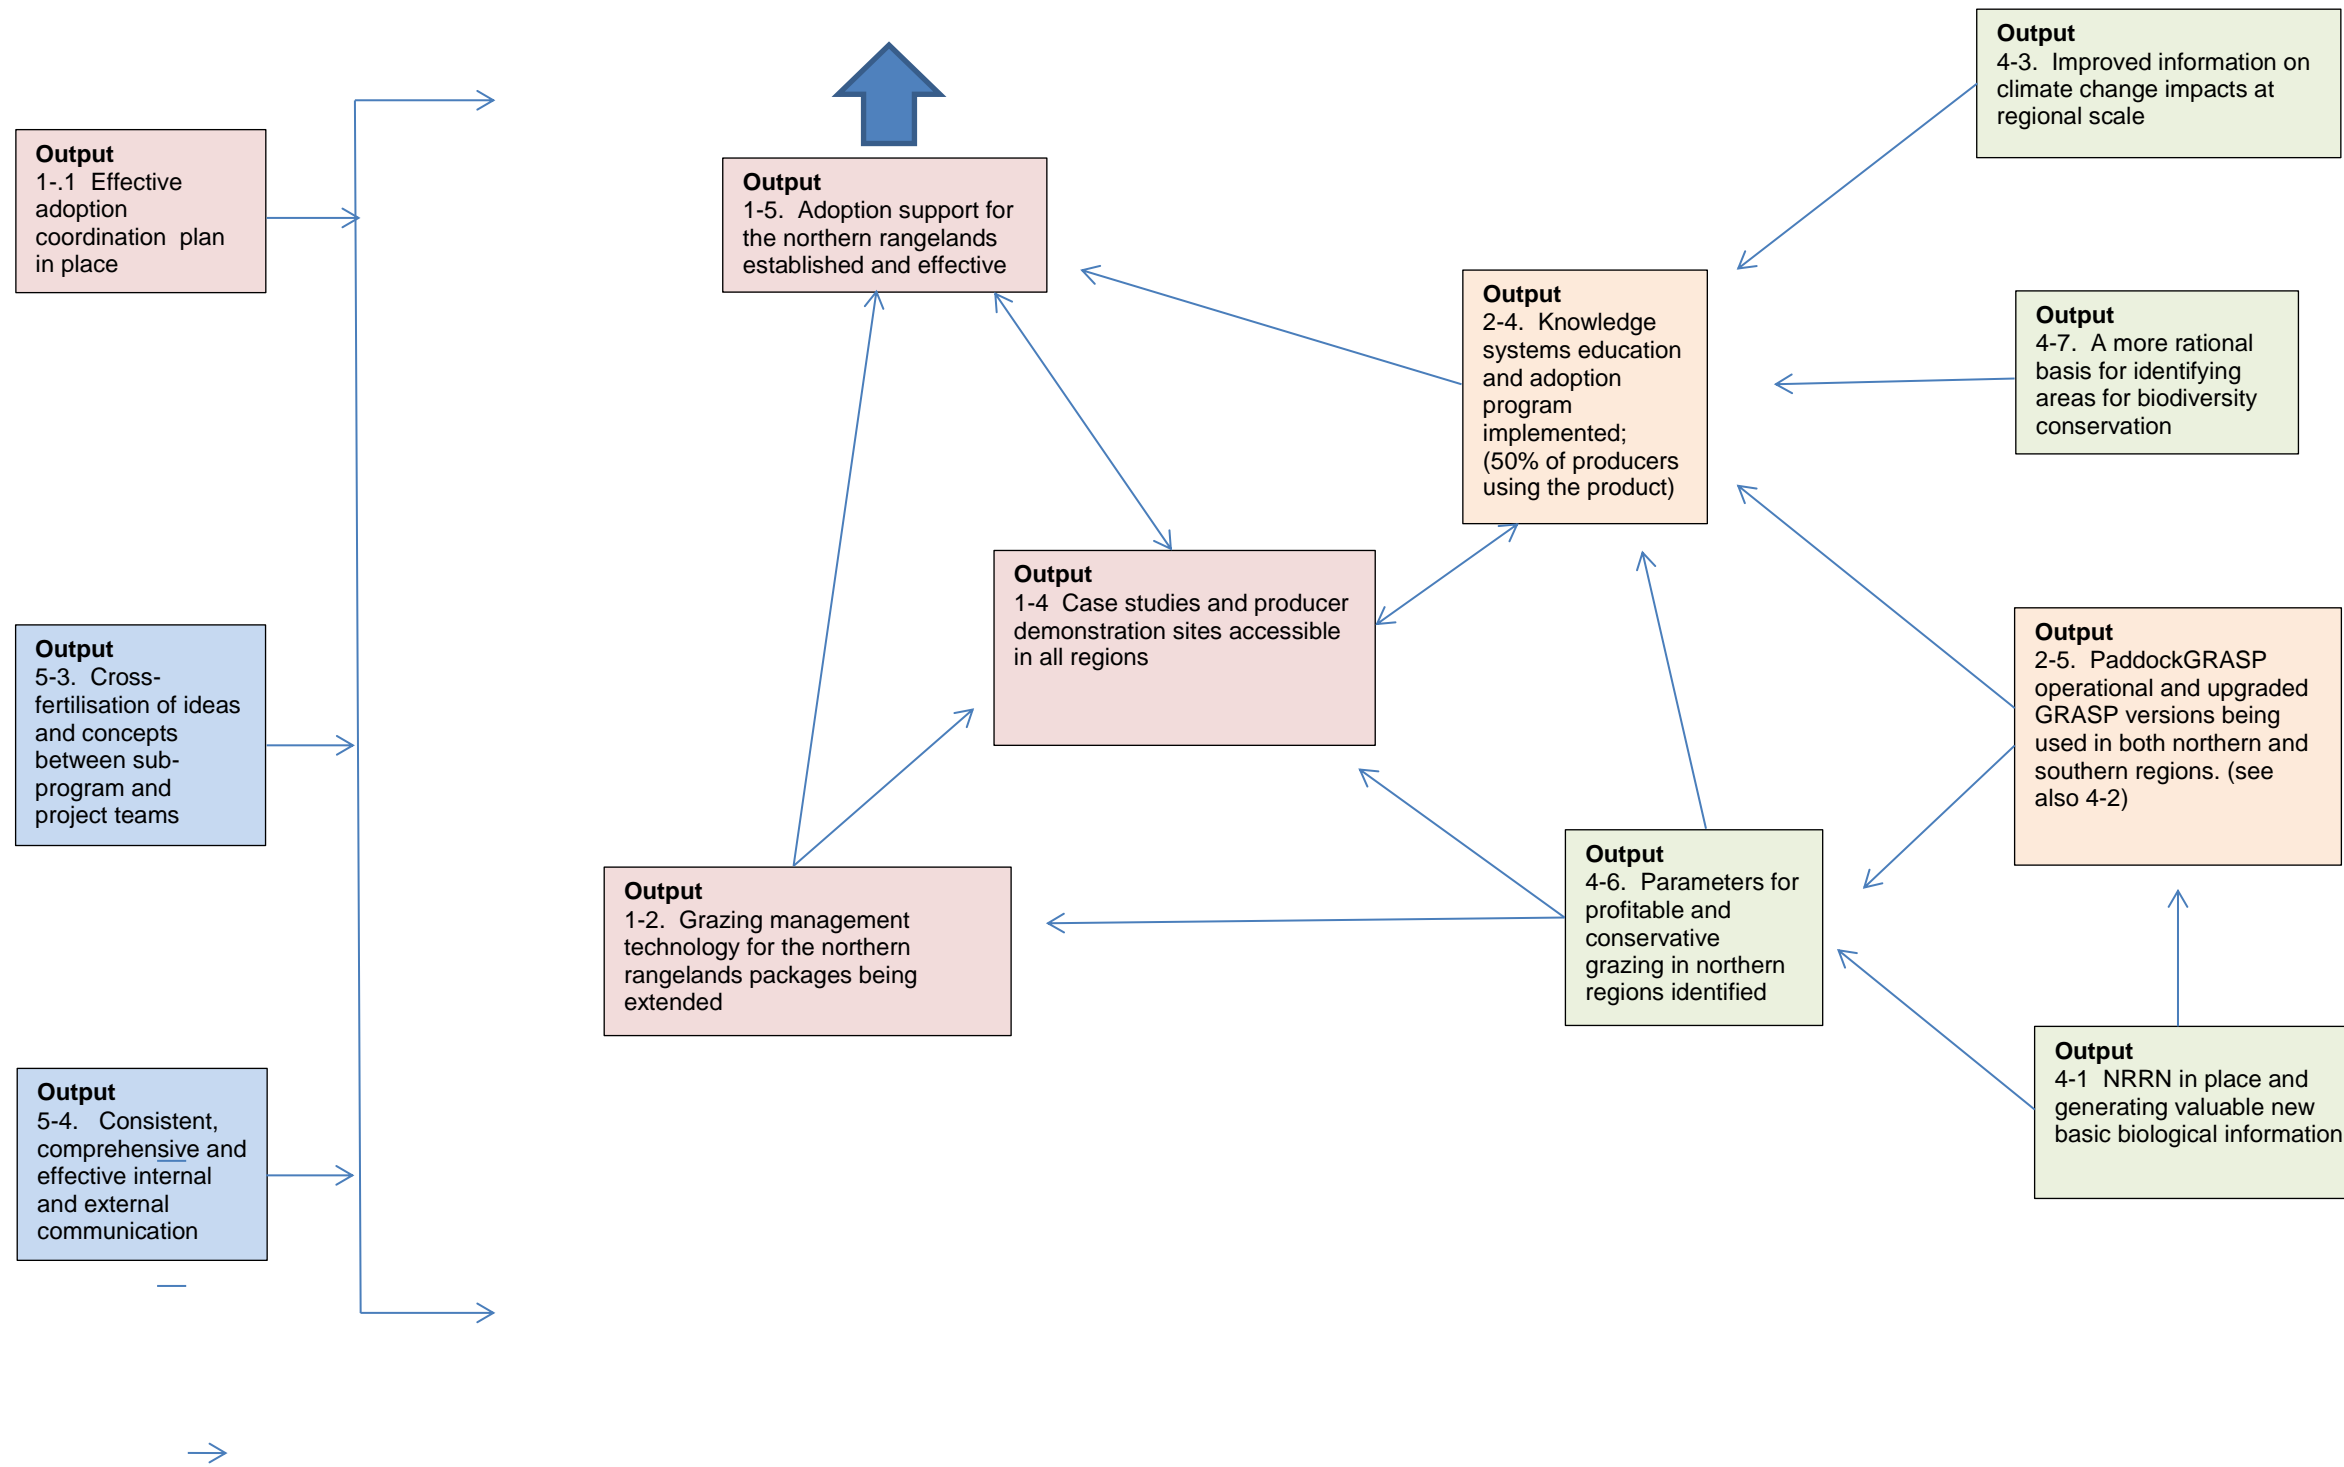 Output
1-.1 Effective
adoption
coordination plan
in place
Output
5-3. Cross-
fertilisation of ideas
and concepts
between sub-
program and
project teams
Output
5-4. Consistent,
comprehensive and
effective internal
and external
communication
Output
1-5. Adoption support for
the northern rangelands
established and effective
Output
1-4 Case studies and producer
demonstration sites accessible
in all regions
Output
1-2. Grazing management
technology for the northern
rangelands packages being
extended
Output
2-4. Knowledge
systems education
and adoption
program
implemented;
(50% of producers
using the product)
Output
4-6. Parameters for
profitable and
conservative
grazing in northern
regions identified
Output
4-3. Improved information on
climate change impacts at
regional scale
Output
4-7. A more rational
basis for identifying
areas for biodiversity
conservation
Output
2-5. PaddockGRASP
operational and upgraded
GRASP versions being
used in both northern and
southern regions. (see
also 4-2)
Output
4-1 NRRN in place and
generating valuable new
basic biological information